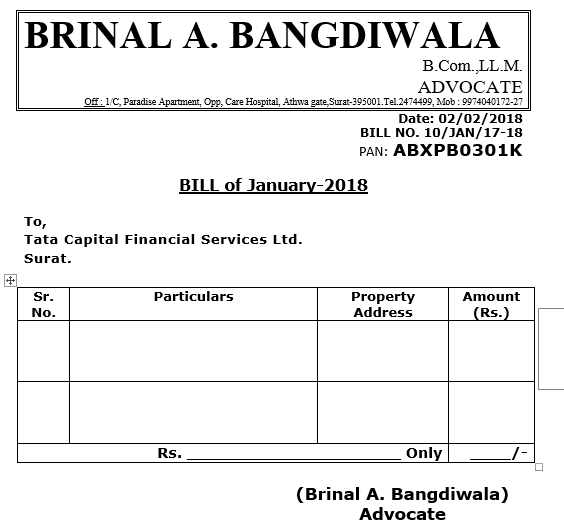 BRINAL A. BANGDIWALA
B.Com.,LL.M.
ADVOCATE
Off : 1/C, Paradise Apartment, Opp, Care Hospital, Athwa gate,Surat-395001.Tel.2474499, Mob : 9974040172-27
Date: 02/02/2018
BILL NO. 10/JAN/17-18
PAN: ABXPB0301K
BILL of January-2018
To,
Tata Capital Financial Services Ltd.
Surat.
Sr. No. Particulars Property Address Amount (Rs.)
Rs. ______________________ Only ____/-
(Brinal A. Bangdiwala)
Advocate